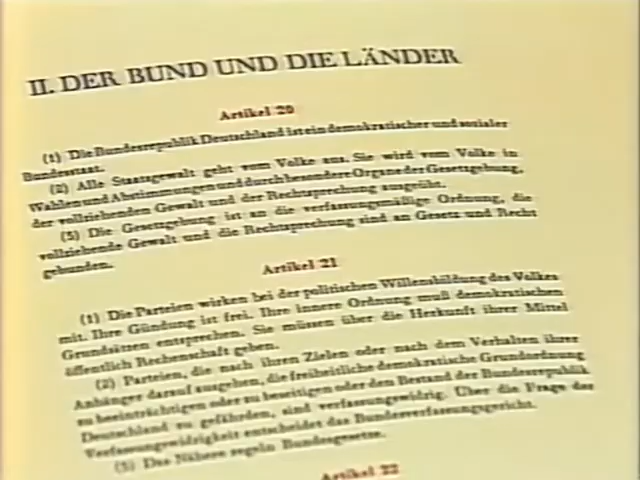 II. DER BUND UND DIE LÄNDER
Artikel 20
(1) Die Bundesrepublik Deutschland ist ein demokratischer und sozialer
Bundesstaat.
(2) Alle Staatsgewalt geht vom Volke aus. Sie wird vom Volke in
Wahlen und Abstimmungen und durch besondere Organe der Gesetzgebung,
der vollziehenden Gewalt und der Rechtsprechung ausgeübt.
(3) Die Gesetzgebung ist an die verfassungsmäßige Ordnung, die
vollziehende Gewalt und die Rechtsprechung sind an Gesetz und Recht
gebunden.
Artikel 21
(1) Die Parteien wirken bei der politischen Willensbildung des Volkes
mit. Ihre Gündung ist frei. Ihre innere Ordnung muß demokratischen
Grundsätzen entsprechen. Sie müssen über die Herkunft ihrer Mittel
öffentlich Rechenschaft geben.
(2) Parteien, die nach ihren Zielen oder nach dem Verhalten ihrer
Anhänger darauf ausgehen, die freiheitliche demokratische Grundordnung
zu beeinträchtigen oder zu beseitigen oder den Bestand der Bundesrepublik
Deutschland zu gefährden, sind verfassungswidrig. Über die Frage der
Verfassungswidrigkeit entscheidet das Bundesverfassungsgericht.
(3) Das Nähere regeln Bundesgesetze.
Artikel 22